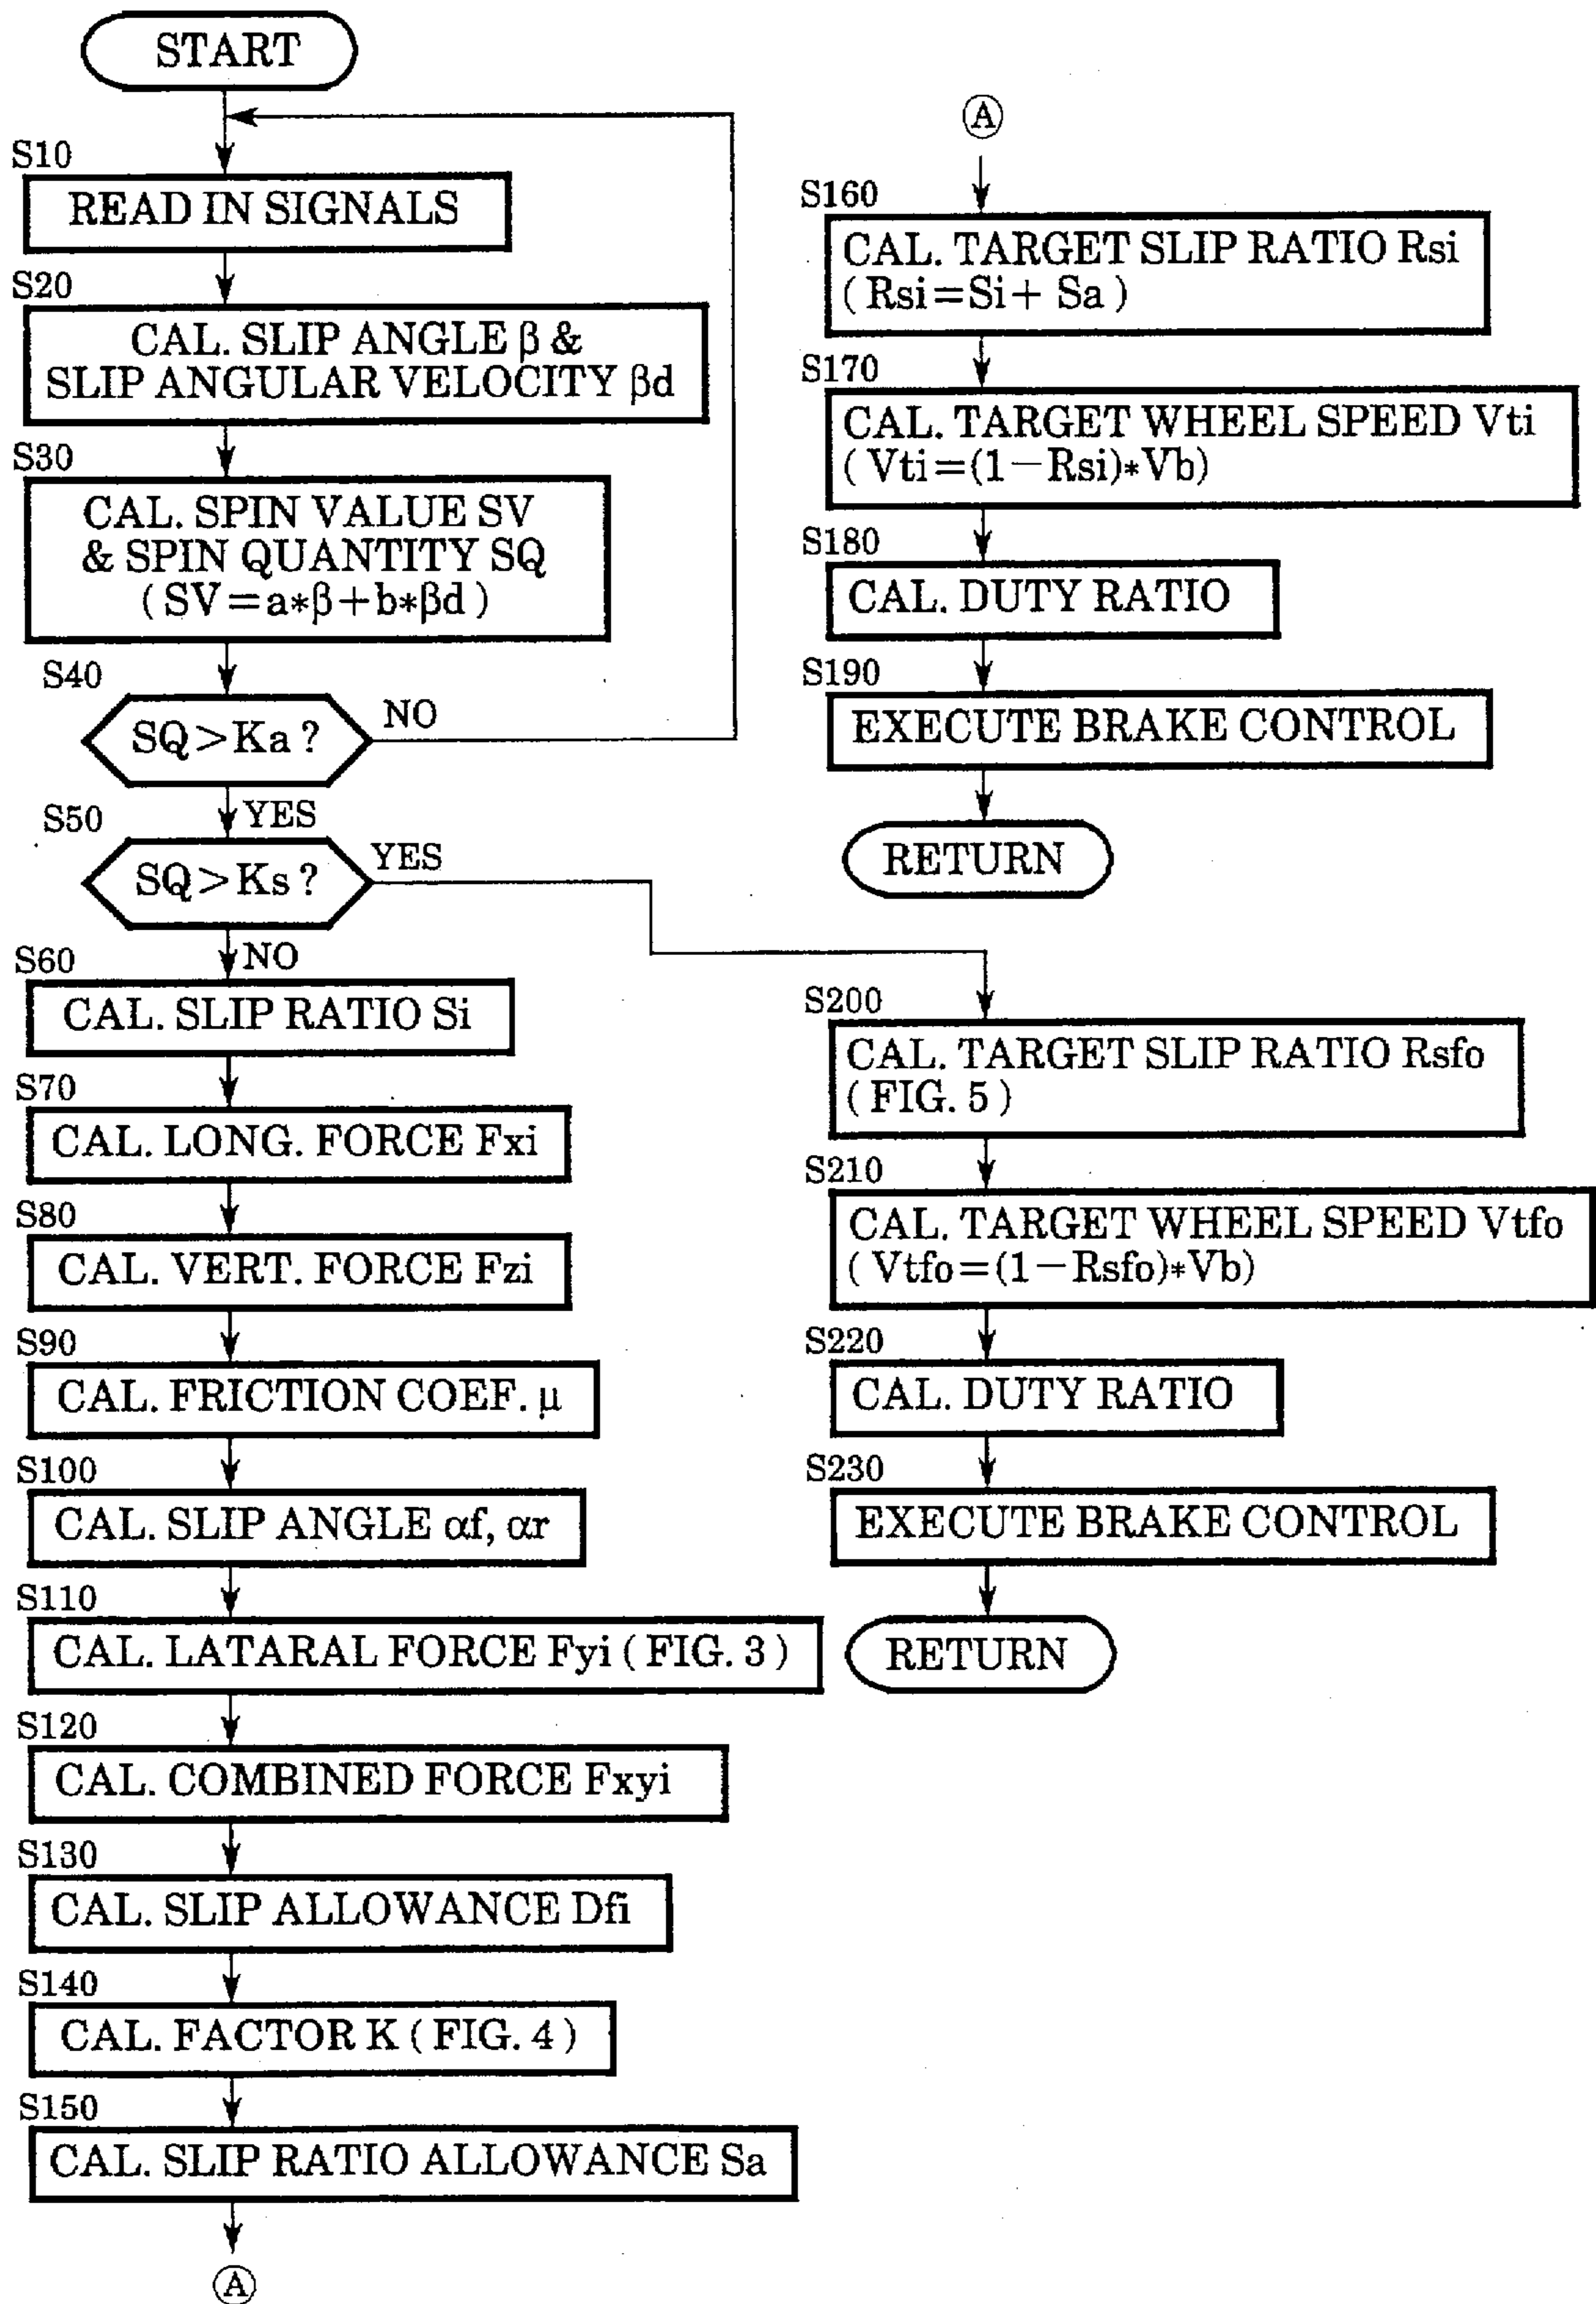 START
S10
READ IN SIGNALS
S20
CAL. SLIP ANGLE β &
SLIP ANGULAR VELOCITY βd
S30
CAL. SPIN VALUE SV
& SPIN QUANTITY SQ
(SV=a*β+b*βd)
S40
SQ>Ka?
NO
YES
S50
SQ>Ks?
YES
NO
S60
CAL. SLIP RATIO Si
S70
CAL. LONG. FORCE Fxi
S80
CAL. VERT. FORCE Fzi
S90
CAL. FRICTION COEF. μ
S100
CAL. SLIP ANGLE αf, αr
S110
CAL. LATARAL FORCE Fyi (FIG. 3)
S120
CAL. COMBINED FORCE Fxyi
S130
CAL. SLIP ALLOWANCE Dfi
S140
CAL. FACTOR K (FIG. 4)
S150
CAL. SLIP RATIO ALLOWANCE Sa
A
A
S160
CAL. TARGET SLIP RATIO Rsi
(Rsi=Si+ Sa)
S170
CAL. TARGET WHEEL SPEED Vti
(Vti=(1−Rsi)*Vb)
S180
CAL. DUTY RATIO
S190
EXECUTE BRAKE CONTROL
RETURN
S200
CAL. TARGET SLIP RATIO Rsfo
(FIG. 5)
S210
CAL. TARGET WHEEL SPEED Vtfo
(Vtfo=(1−Rsfo)*Vb)
S220
CAL. DUTY RATIO
S230
EXECUTE BRAKE CONTROL
RETURN